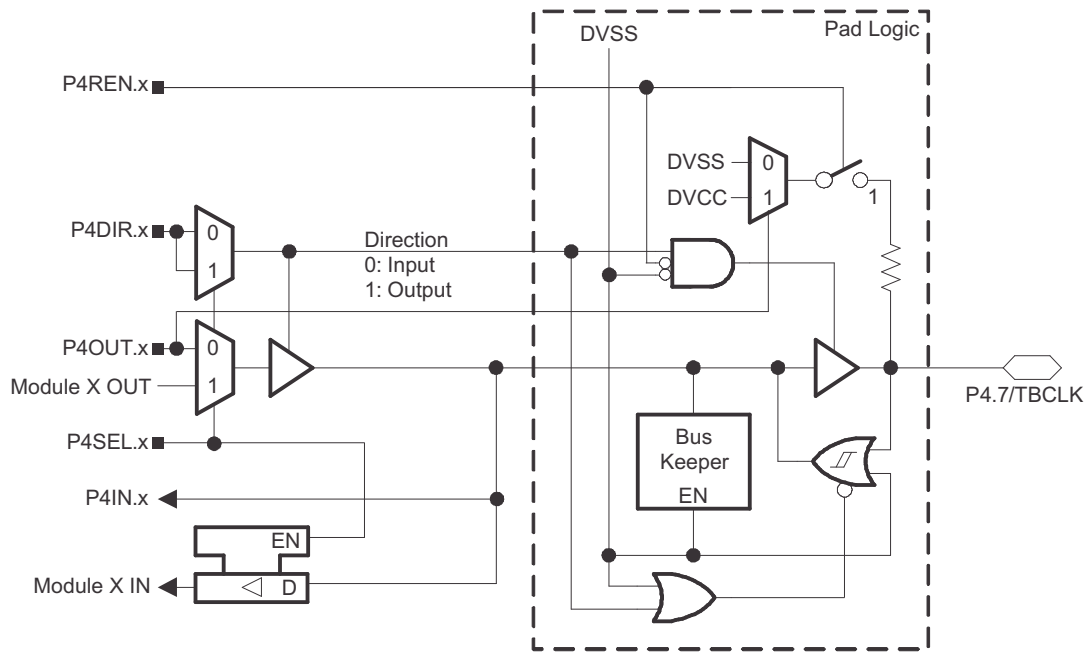 DVSS
Pad Logic
P4REN.x
DVSS
0
DVCC
1
1
P4DIR.x
0
1
Direction
0: Input
1: Output
P4OUT.x
0
Module X OUT
1
P4.7/TBCLK
P4SEL.x
Bus
Keeper
EN
P4IN.x
EN
Module X IN
D